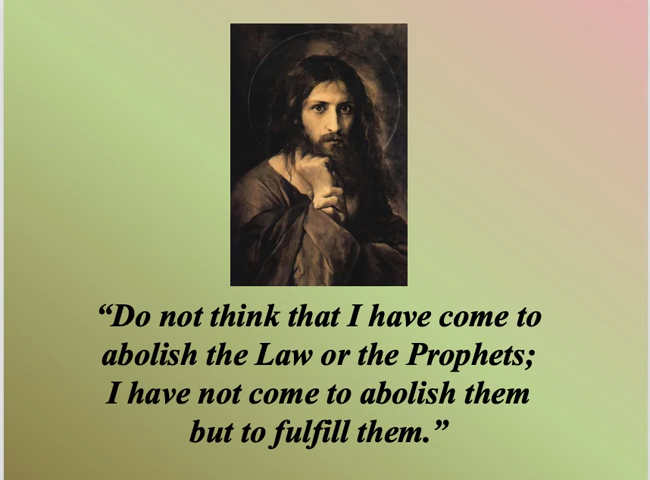 “Do not think that I have come to
abolish the Law or the Prophets;
I have not come to abolish them
but to fulfill them.”